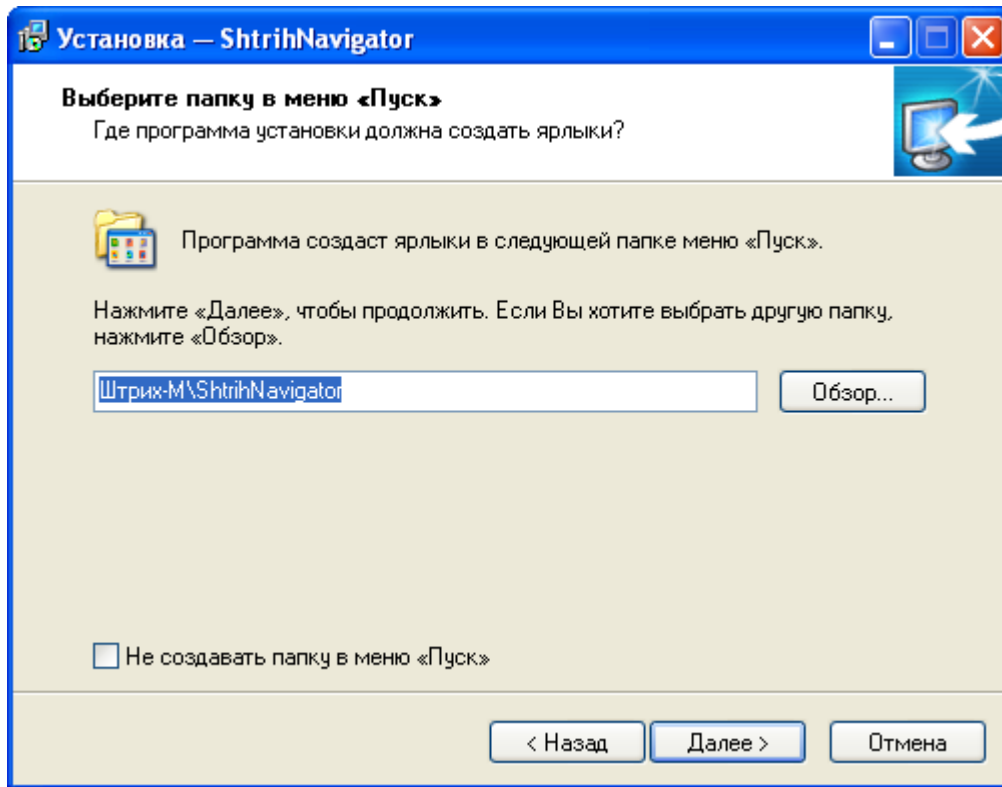 Установка — ShtrihNavigator
Выберите папку в меню «Пуск»
Где программа установки должна создать ярлыки?
Программа создаст ярлыки в следующей папке меню «Пуск».
Нажмите «Далее», чтобы продолжить. Если Вы хотите выбрать другую папку,
нажмите «Обзор».
Штрих-М\ShtrihNavigator
Обзор...
Не создавать папку в меню «Пуск»
< Назад
Далее >
Отмена